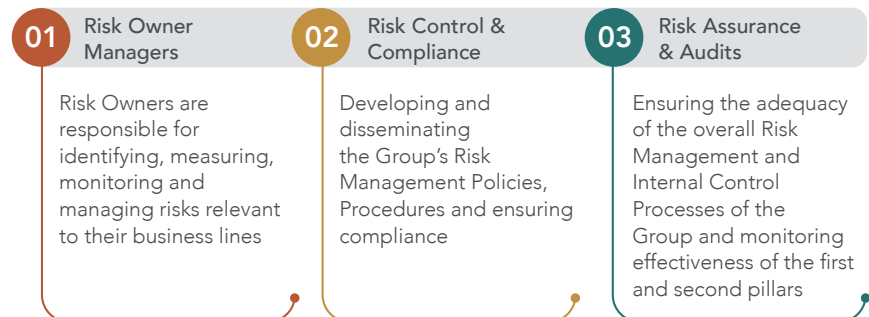 01
Risk Owner
Managers
Risk Owners are
responsible for
identifying, measuring,
monitoring and
managing risks relevant
to their business lines
02
Risk Control &
Compliance
Developing and
disseminating
the Group's Risk
Management Policies,
Procedures and ensuring
compliance
03
Risk Assurance
& Audits
Ensuring the adequacy
of the overall Risk
Management and
Internal Control
Processes of the
Group and monitoring
effectiveness of the first
and second pillars